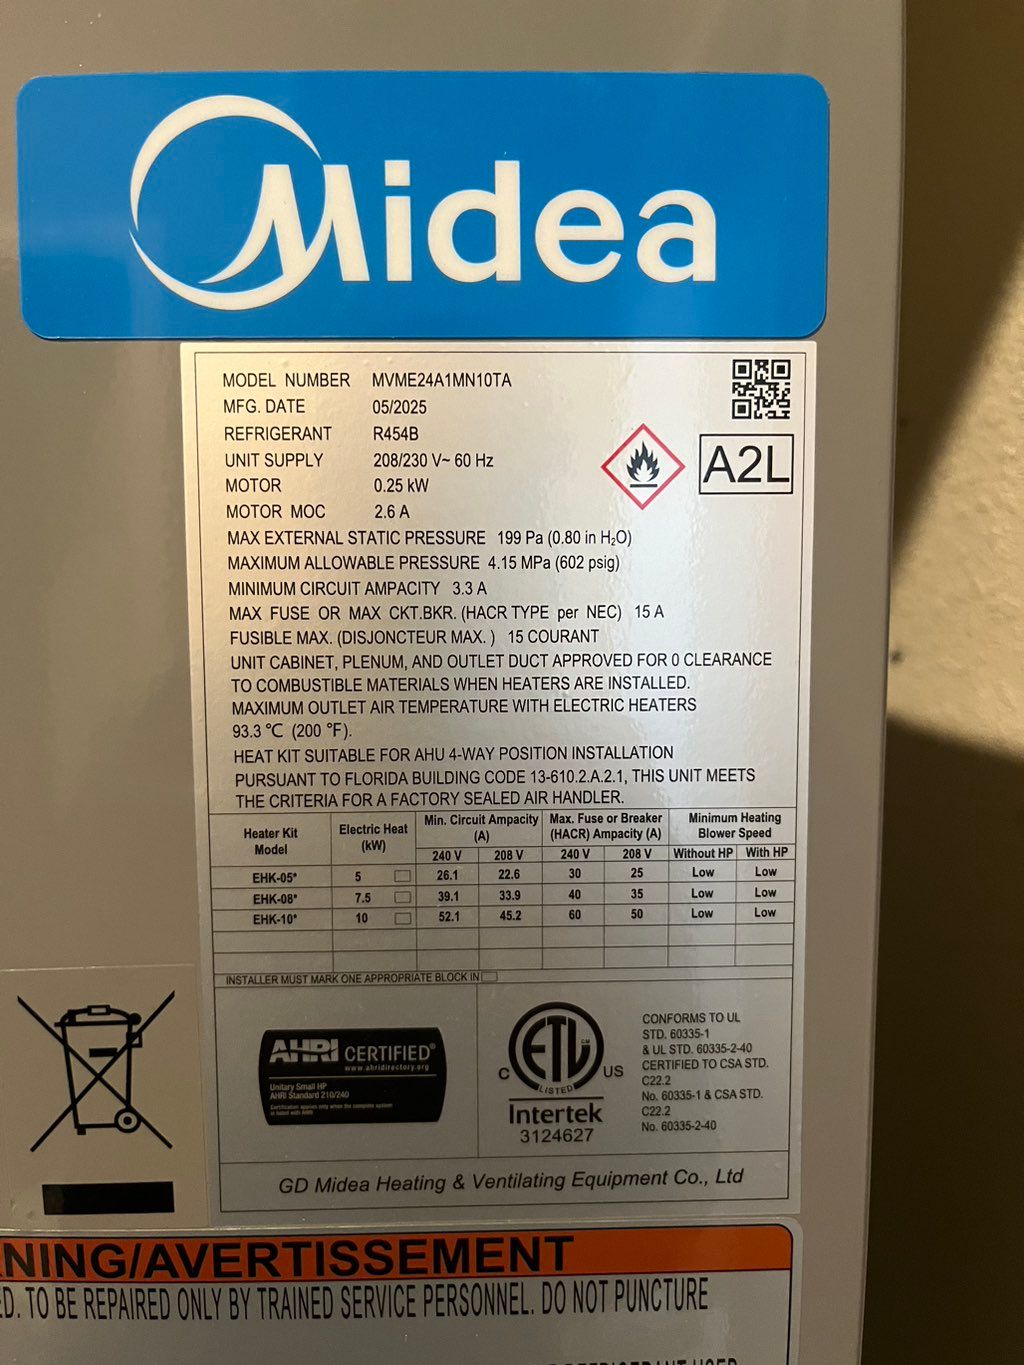 Midea
MODEL NUMBER MVME24A1MN10TA
MFG. DATE 05/2025
REFRIGERANT R454B
UNIT SUPPLY 208/230 V~ 60 Hz
MOTOR 0.25 kW
MOTOR MOC 2.6 A
A2L
MAX EXTERNAL STATIC PRESSURE 199 Pa (0.80 in H₂O)
MAXIMUM ALLOWABLE PRESSURE 4.15 MPa (602 psig)
MINIMUM CIRCUIT AMPACITY 3.3 A
MAX FUSE OR MAX CKT.BKR. (HACR TYPE per NEC) 15 A
FUSIBLE MAX. (DISJONCTEUR MAX. ) 15 COURANT
UNIT CABINET, PLENUM, AND OUTLET DUCT APPROVED FOR 0 CLEARANCE
TO COMBUSTIBLE MATERIALS WHEN HEATERS ARE INSTALLED.
MAXIMUM OUTLET AIR TEMPERATURE WITH ELECTRIC HEATERS
93.3 ℃ (200 ℉).
HEAT KIT SUITABLE FOR AHU 4-WAY POSITION INSTALLATION
PURSUANT TO FLORIDA BUILDING CODE 13-610.2.A.2.1, THIS UNIT MEETS
THE CRITERIA FOR A FACTORY SEALED AIR HANDLER.
Heater Kit Model Electric Heat (kW) Min. Circuit Ampacity (A) Max. Fuse or Breaker (HACR) Ampacity (A) Minimum Heating Blower Speed
240 V 208 V 240 V 208 V Without HP With HP
EHK-05* 5 26.1 22.6 30 25 Low Low
EHK-08* 7.5 39.1 33.9 40 35 Low Low
EHK-10* 10 52.1 45.2 60 50 Low Low
INSTALLER MUST MARK ONE APPROPRIATE BLOCK IN
AHRI CERTIFIED®
www.ahridirectory.org
Unitary Small HP
AHRI Standard 210/240
Certification applies only when the complete system
is listed with AHRI
ETL CM
LISTED
C US
Intertek
3124627
CONFORMS TO UL
STD. 60335-1
& UL STD. 60335-2-40
CERTIFIED TO CSA STD.
C22.2
No. 60335-1 & CSA STD.
C22.2
No. 60335-2-40
GD Midea Heating & Ventilating Equipment Co., Ltd
NING/AVERTISSEMENT
ED. TO BE REPAIRED ONLY BY TRAINED SERVICE PERSONNEL. DO NOT PUNCTURE